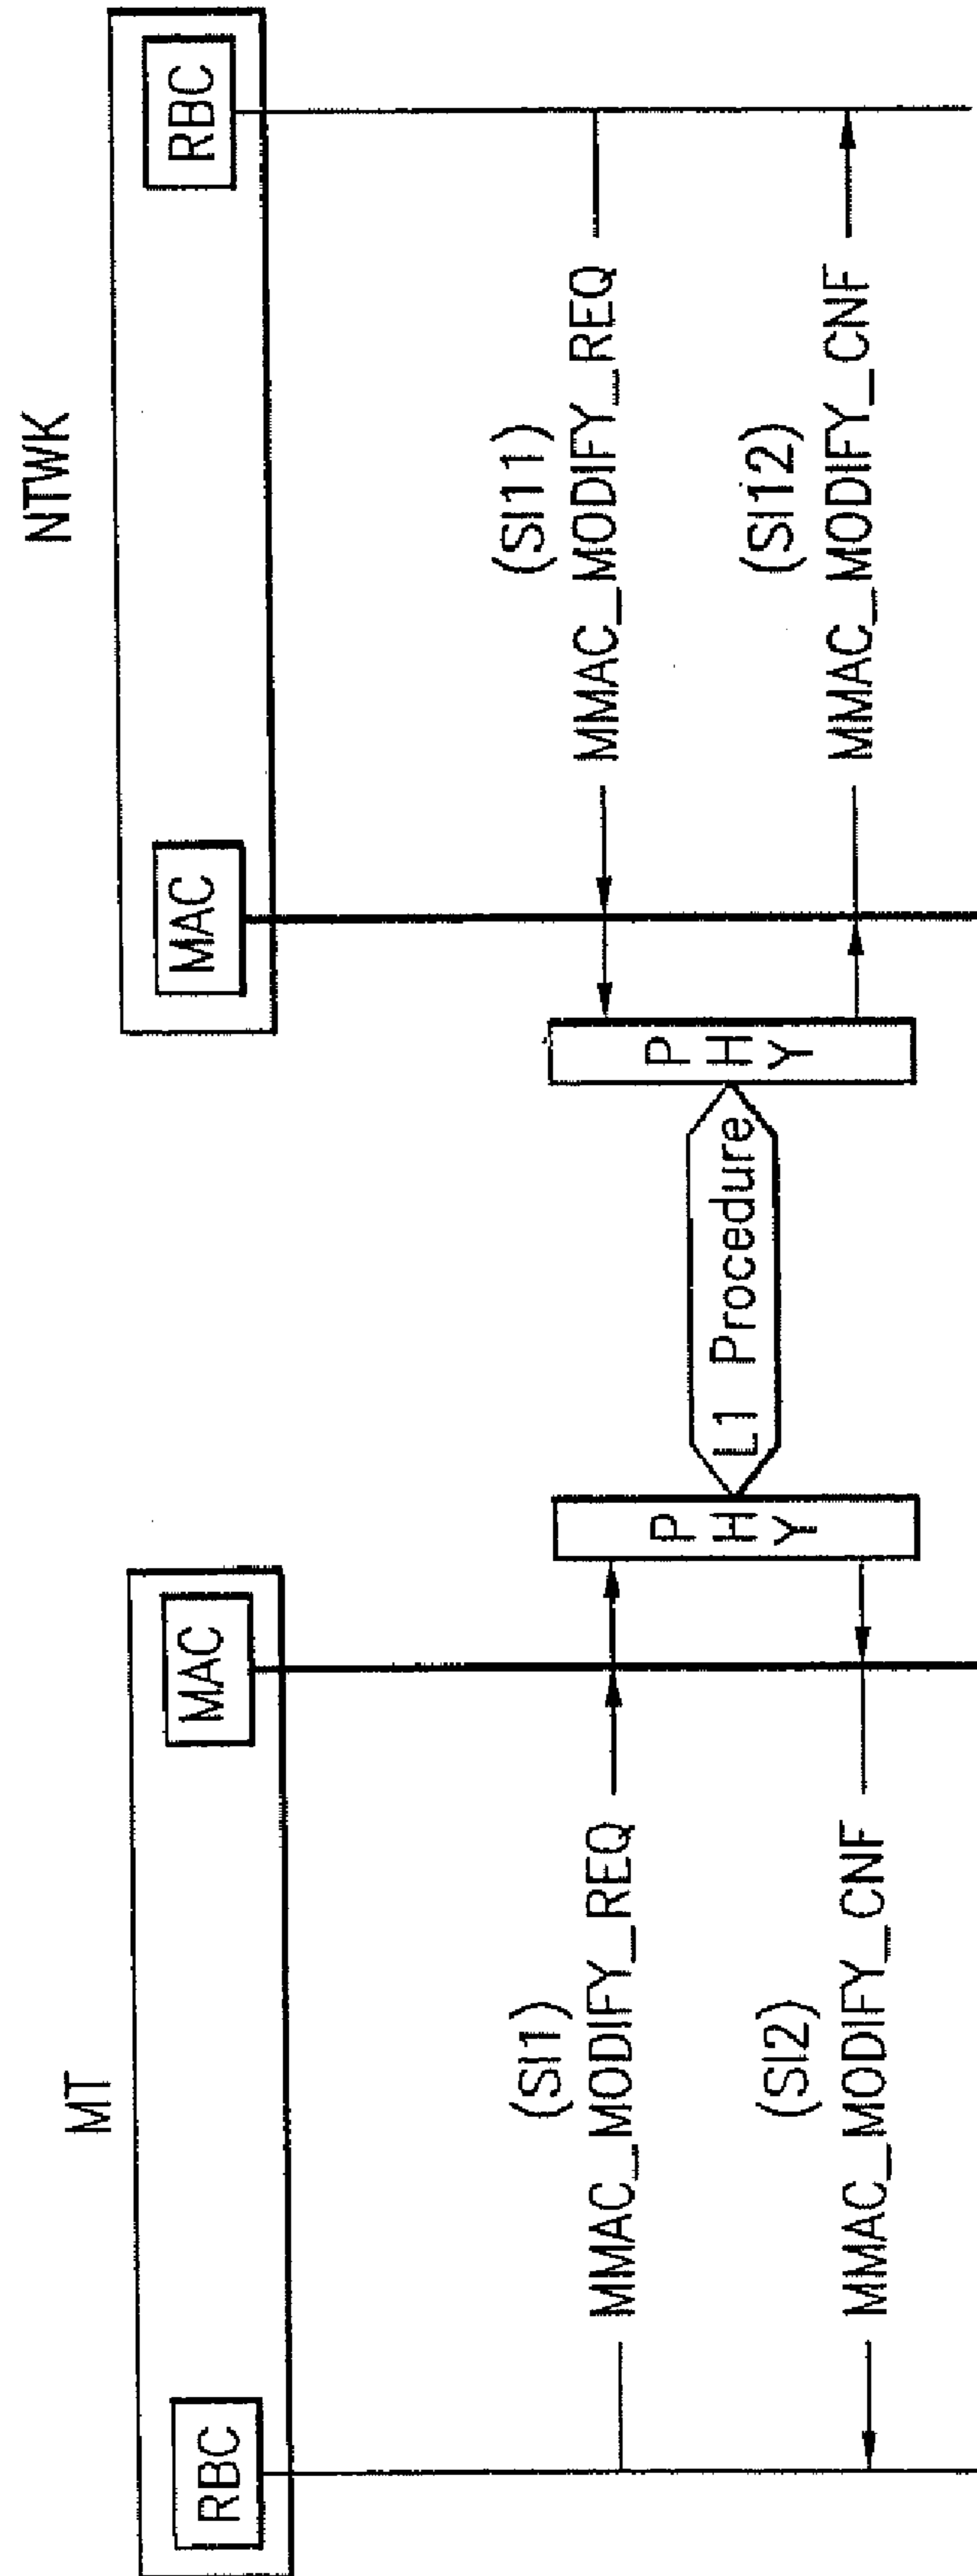 MT
NTWK
RBC
MAC
MAC
RBC
(SI1)
MMAC_MODIFY_REQ
(SI11)
MMAC_MODIFY_REQ
PHY
L1 Procedure
PHY
(SI2)
MMAC_MODIFY_CNF
(SI12)
MMAC_MODIFY_CNF